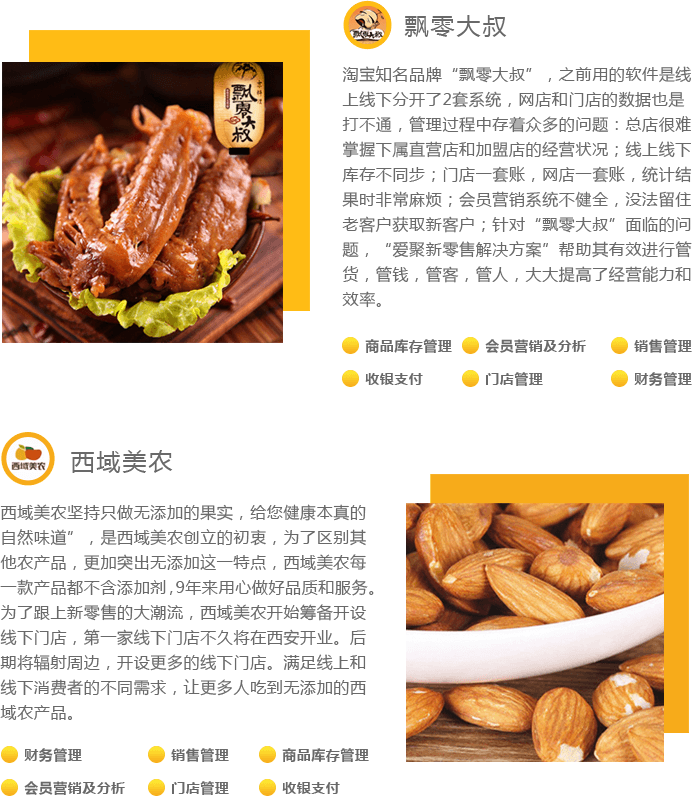 飘零大叔
飘零大叔
淘宝知名品牌“飘零大叔”，之前用的软件是线
上线下分开了2套系统，网店和门店的数据也是
打不通，管理过程中存着众多的问题：总店很难
掌握下属直营店和加盟店的经营状况；线上线下
库存不同步；门店一套账，网店一套账，统计结
果时非常麻烦；会员营销系统不健全，没法留住
老客户获取新客户；针对“飘零大叔”面临的问
题，“爱聚新零售解决方案”帮助其有效进行管
货，管钱，管客，管人，大大提高了经营能力和
效率。
飘零大叔
商品库存管理 会员营销及分析 销售管理
收银支付 门店管理 财务管理
西域美农
西域美农
西域美农坚持只做无添加的果实，给您健康本真的
自然味道”，是西域美农创立的初衷，为了区别其
他农产品，更加突出无添加这一特点，西域美农每
一款产品都不含添加剂,9年来用心做好品质和服务。
为了跟上新零售的大潮流，西域美农开始筹备开设
线下门店，第一家线下门店不久将在西安开业。后
期将辐射周边，开设更多的线下门店。满足线上和
线下消费者的不同需求，让更多人吃到无添加的西
域农产品。
财务管理 销售管理 商品库存管理
会员营销及分析 门店管理 收银支付